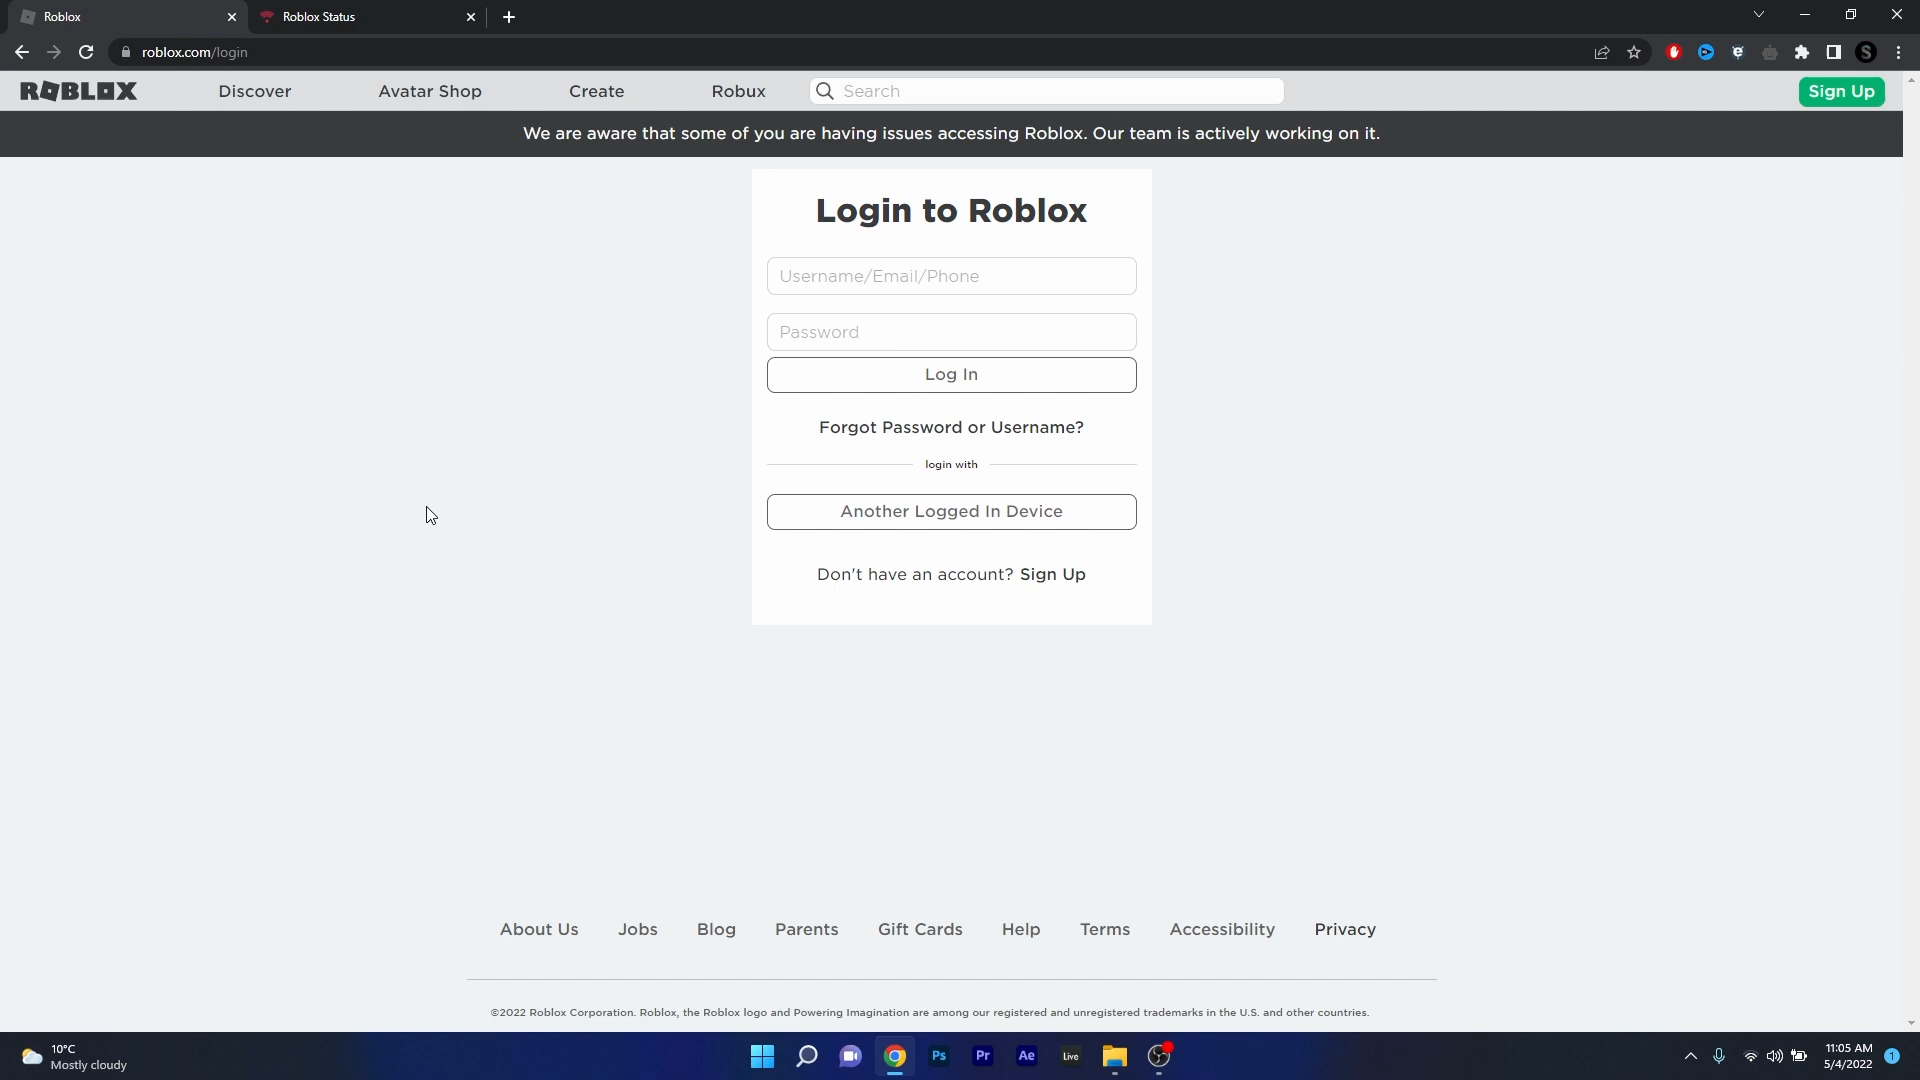 Roblox
Roblox Status
roblox.com/login
S
ROBLOX
Discover
Avatar Shop
Create
Robux
Search
Sign Up
We are aware that some of you are having issues accessing Roblox. Our team is actively working on it.
Login to Roblox
Username/Email/Phone
Password
Log In
Forgot Password or Username?
login with
Another Logged In Device
Don't have an account? Sign Up
About Us
Jobs
Blog
Parents
Gift Cards
Help
Terms
Accessibility
Privacy
©2022 Roblox Corporation. Roblox, the Roblox logo and Powering Imagination are among our registered and unregistered trademarks in the U.S. and other countries.
10°C
Mostly cloudy
Ps
Pr
Ae
Live
11:05 AM
5/4/2022
1